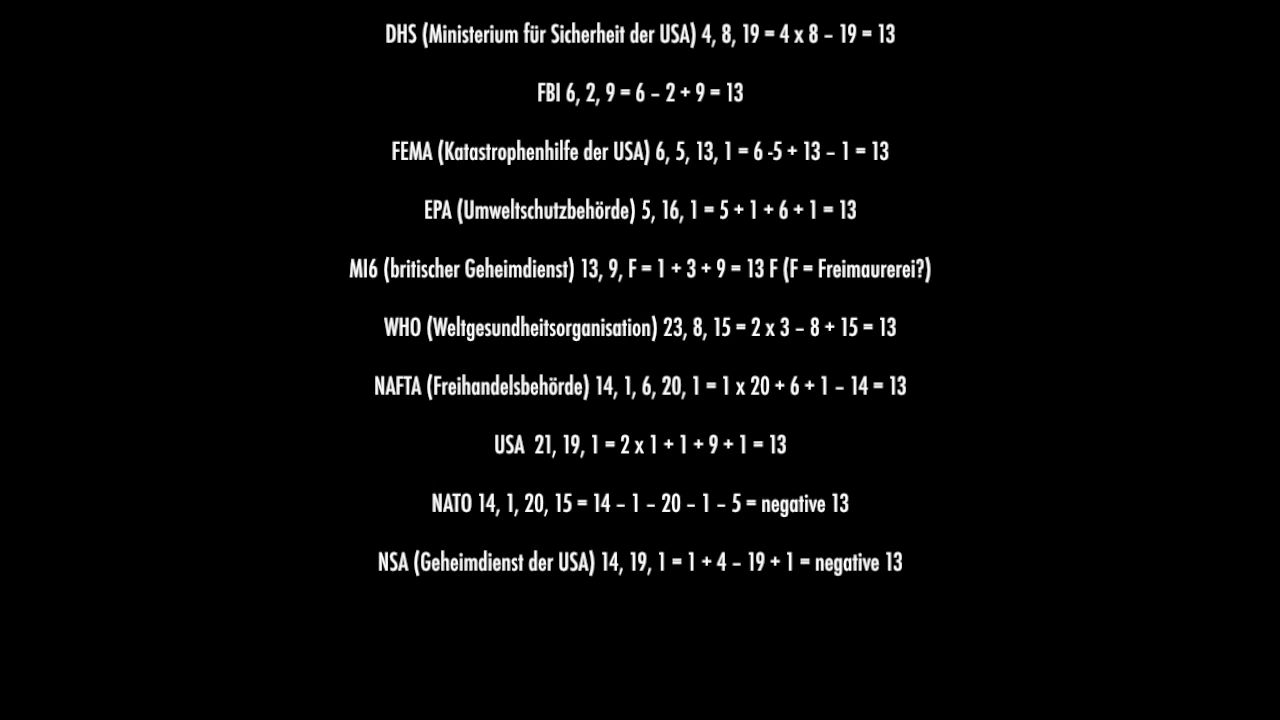 DHS (Ministerium für Sicherheit der USA) 4, 8, 19 = 4 x 8 – 19 = 13
FBI 6, 2, 9 = 6 – 2 + 9 = 13
FEMA (Katastrophenhilfe der USA) 6, 5, 13, 1 = 6 -5 + 13 – 1 = 13
EPA (Umweltschutzbehörde) 5, 16, 1 = 5 + 1 + 6 + 1 = 13
MI6 (britischer Geheimdienst) 13, 9, F = 1 + 3 + 9 = 13 F (F = Freimaurerei?)
WHO (Weltgesundheitsorganisation) 23, 8, 15 = 2 x 3 – 8 + 15 = 13
NAFTA (Freihandelsbehörde) 14, 1, 6, 20, 1 = 1 x 20 + 6 + 1 – 14 = 13
USA  21, 19, 1 = 2 x 1 + 1 + 9 + 1 = 13
NATO 14, 1, 20, 15 = 14 – 1 – 20 – 1 – 5 = negative 13
NSA (Geheimdienst der USA) 14, 19, 1 = 1 + 4 – 19 + 1 = negative 13